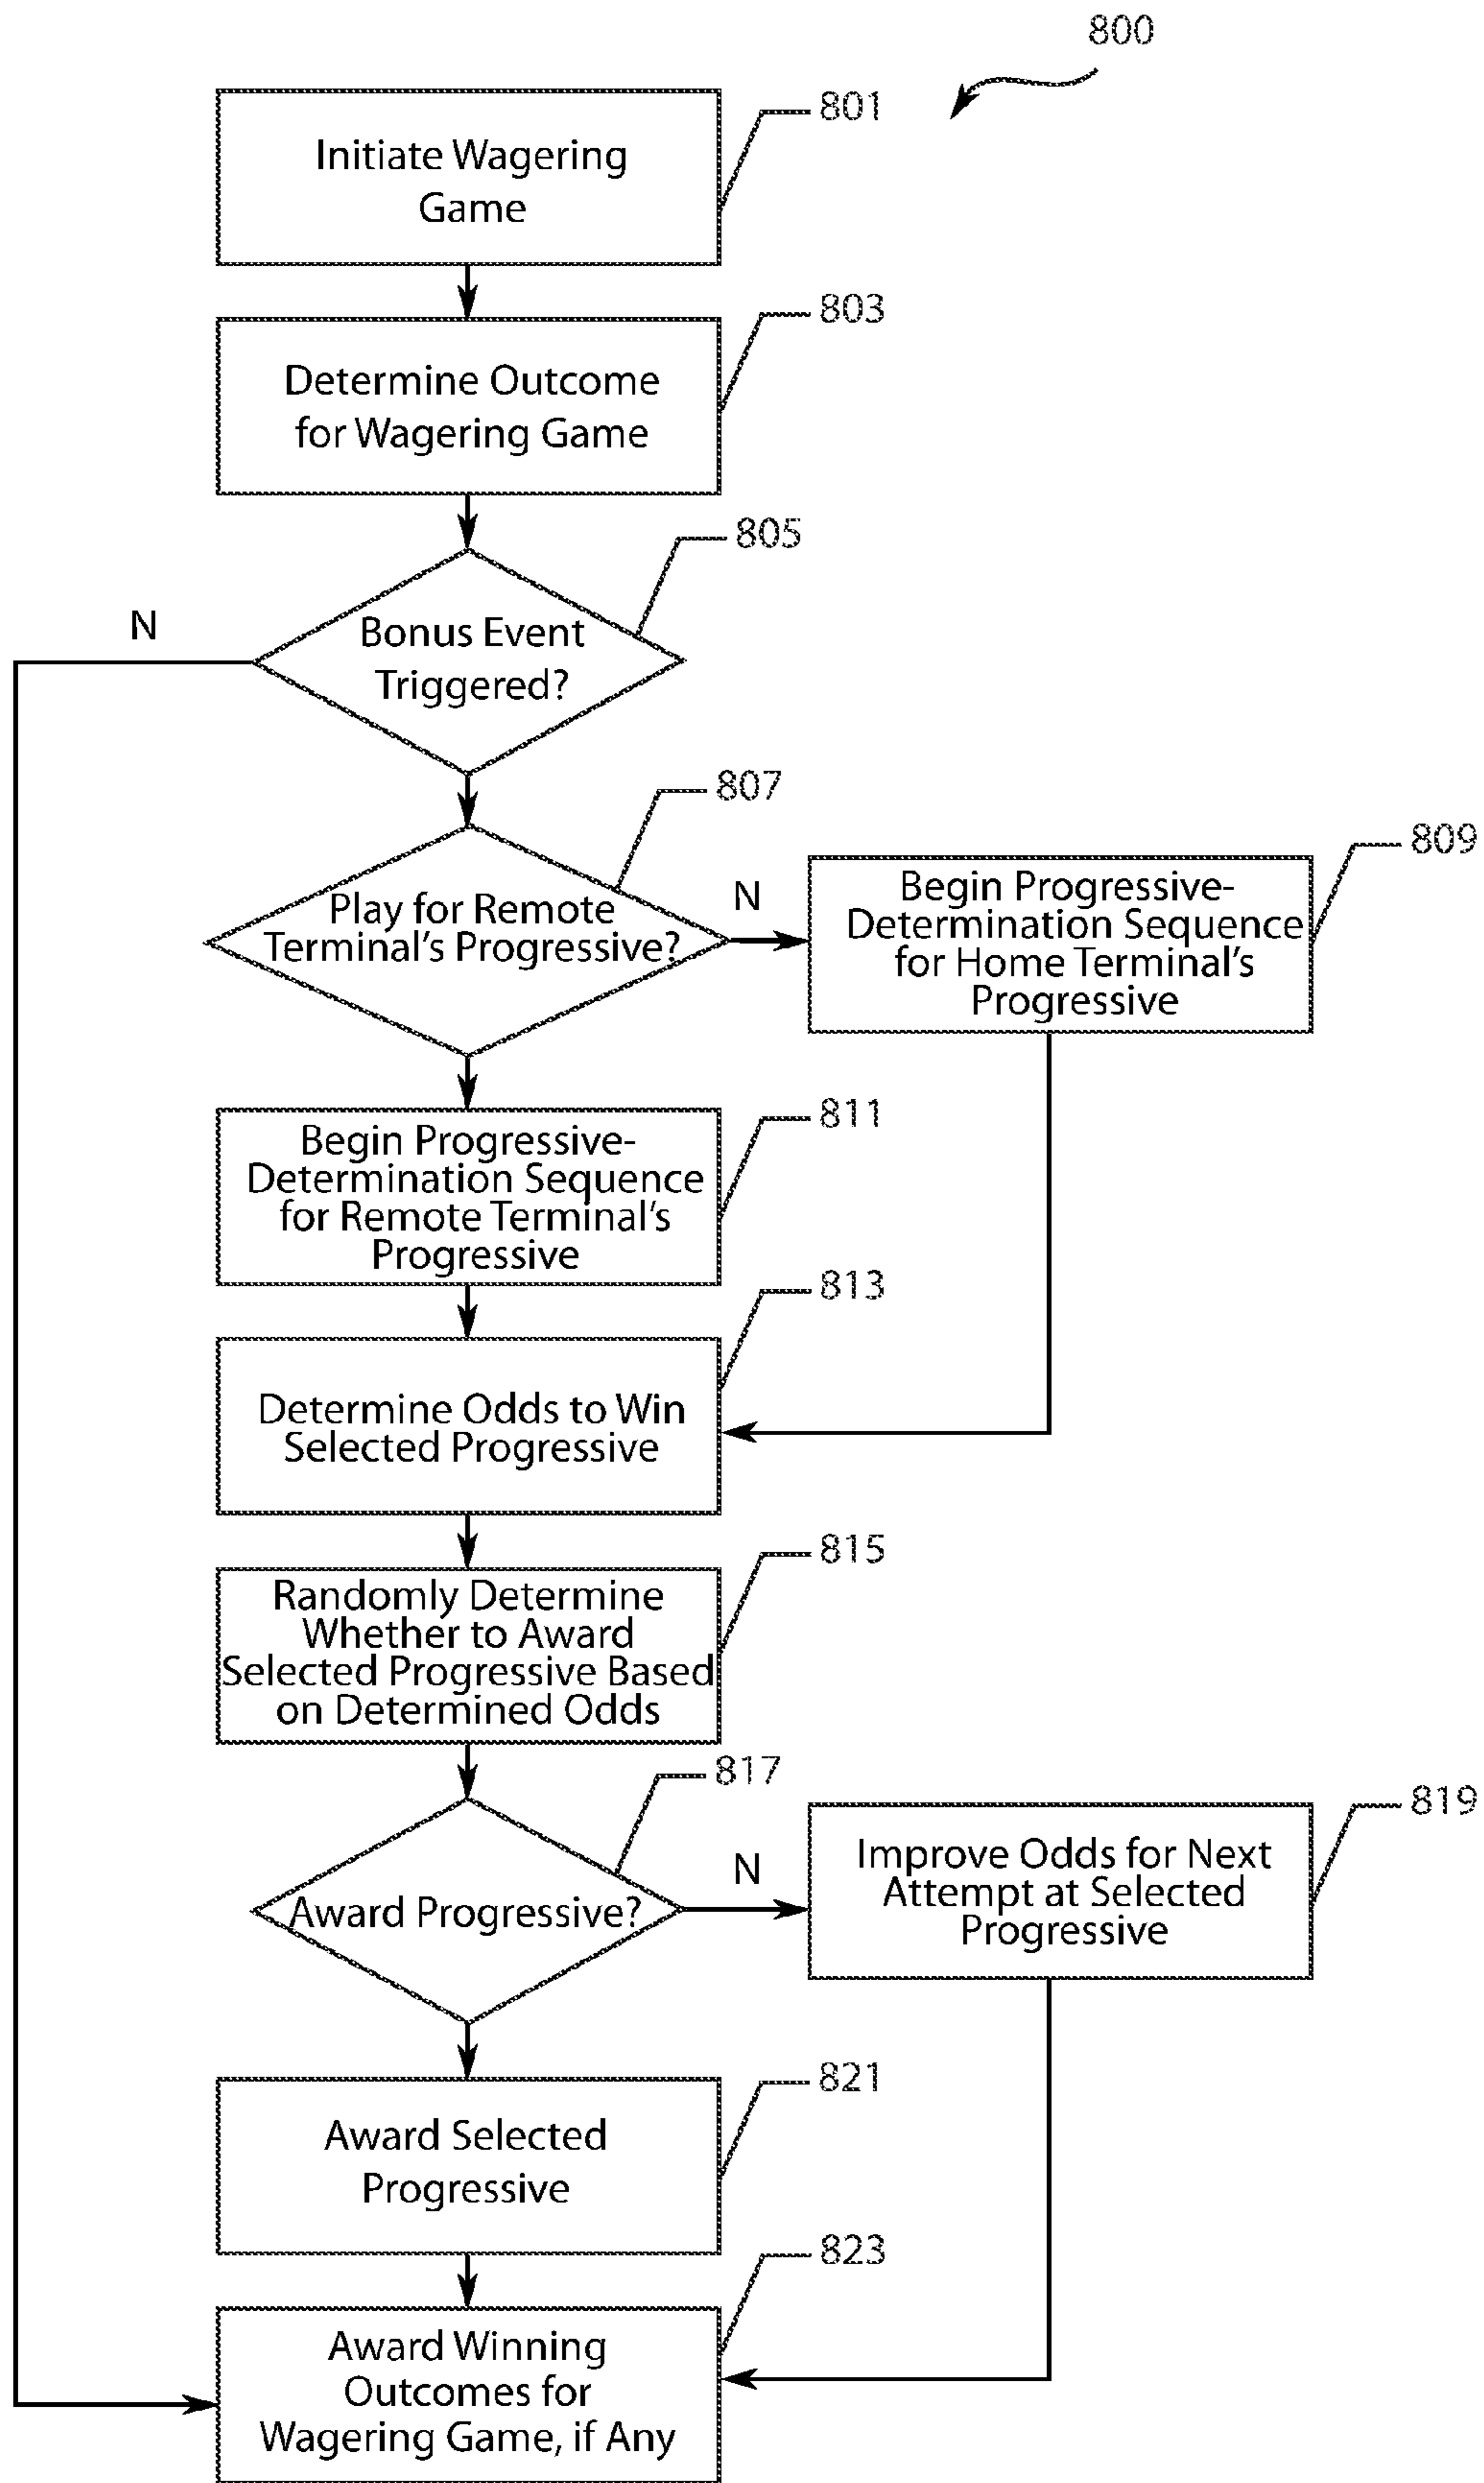 800
801
Initiate Wagering
Game
803
Determine Outcome
for Wagering Game
805
N
Bonus Event
Triggered?
807
Play for Remote
Terminal's Progressive?
N
809
Begin Progressive-
Determination Sequence
for Home Terminal's
Progressive
811
Begin Progressive-
Determination Sequence
for Remote Terminal's
Progressive
813
Determine Odds to Win
Selected Progressive
815
Randomly Determine
Whether to Award
Selected Progressive Based
on Determined Odds
817
Award Progressive?
N
819
Improve Odds for Next
Attempt at Selected
Progressive
821
Award Selected
Progressive
823
Award Winning
Outcomes for
Wagering Game, if Any